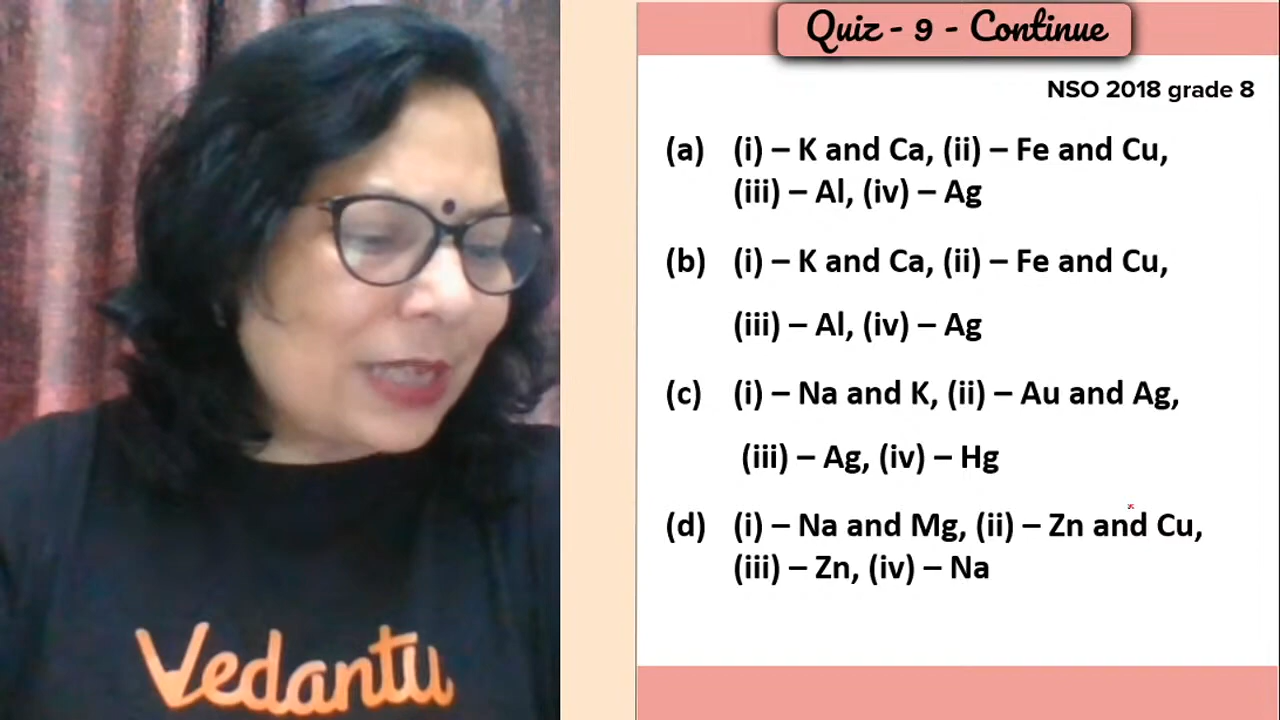 Quiz - 9 - Continue
NSO 2018 grade 8
(a) (i) – K and Ca, (ii) – Fe and Cu,
(iii) – Al, (iv) – Ag
(b) (i) – K and Ca, (ii) – Fe and Cu,
(iii) – Al, (iv) – Ag
(c) (i) – Na and K, (ii) – Au and Ag,
(iii) – Ag, (iv) – Hg
(d) (i) – Na and Mg, (ii) – Zn and Cu,
(iii) – Zn, (iv) – Na
Vedantu